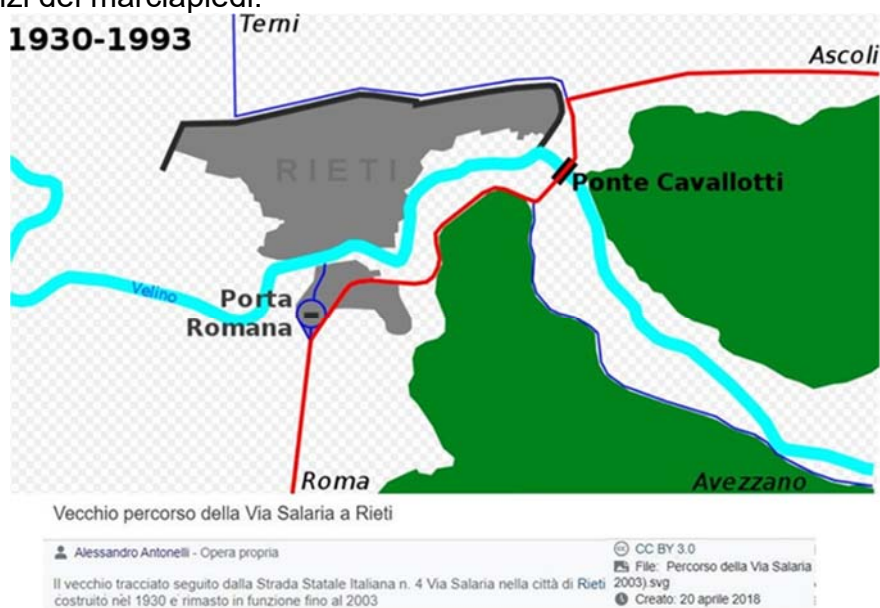 zi dei marciapiedi.
1930-1993
Terni
Ascoli
RIETI
Ponte Cavallotti
Velino
Porta
Romana
Roma
Avezzano
Vecchio percorso della Via Salaria a Rieti
Alessandro Antonelli - Opera propria
CC BY 3.0
File: Percorso della Via Salaria
Il vecchio tracciato seguito dalla Strada Statale Italiana n. 4 Via Salaria nella città di Rieti
2003).svg
costruito nel 1930 e rimasto in funzione fino al 2003
Creato: 20 aprile 2018